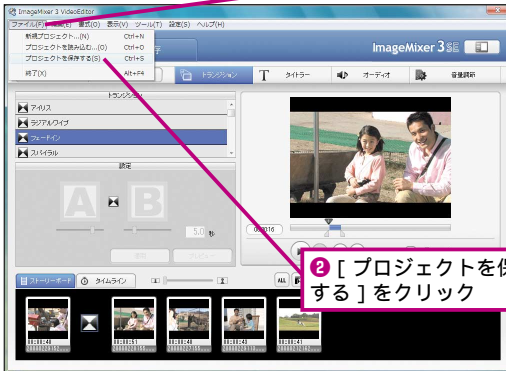 ImageMixer 3 VideoEditor
ファイル(F) 編集(E) 書式(O) 表示(V) ツール(T) 設定(S) ヘルプ(H)
新規プロジェクト...(N) Ctrl+N
プロジェクトを読み込む...(O) Ctrl+O
プロジェクトを保存する(S) Ctrl+S
終了(X) Alt+F4
ImageMixer 3 SE
トランジション
T タイトラー
オーディオ
音量調節
トランジション
アイリス
ラジアルワイプ
フェードイン
スパイラル
設定
A B
5.0 秒
ストーリーボード
タイムライン
ALL
❷ [ プロジェクトを保
する ] をクリック
00:00:40
00:00:51
00:00:40
00:00:43
00:00:41